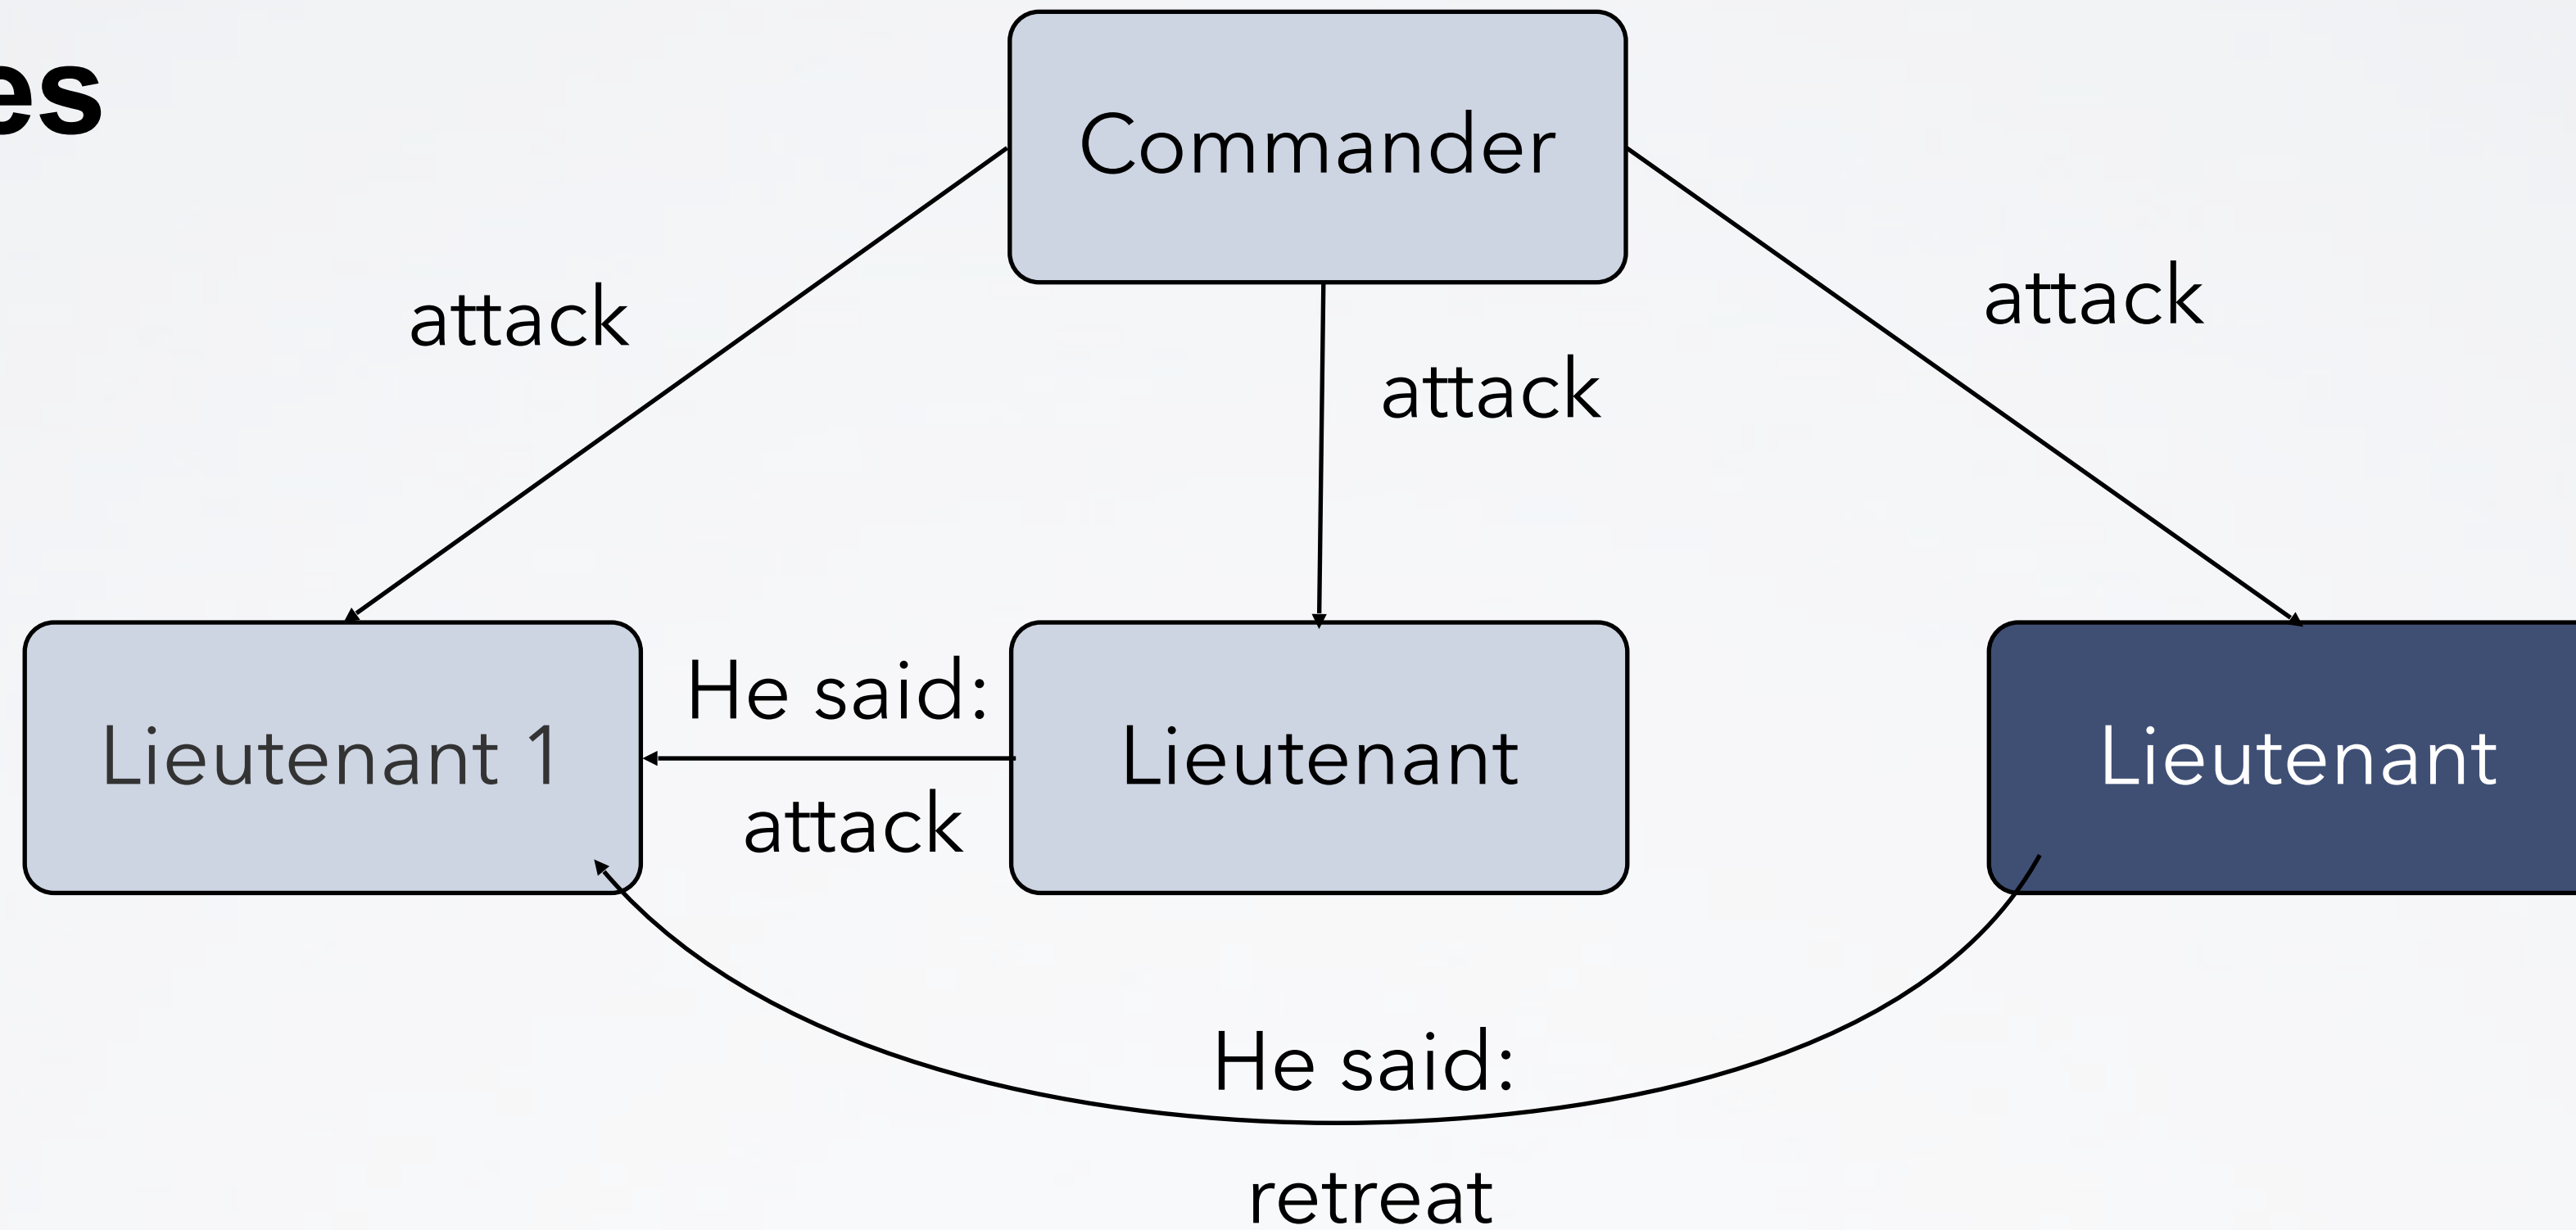 es
Commander
attack
attack
attack
Lieutenant 1
He said:
attack
Lieutenant
Lieutenant
He said:
retreat